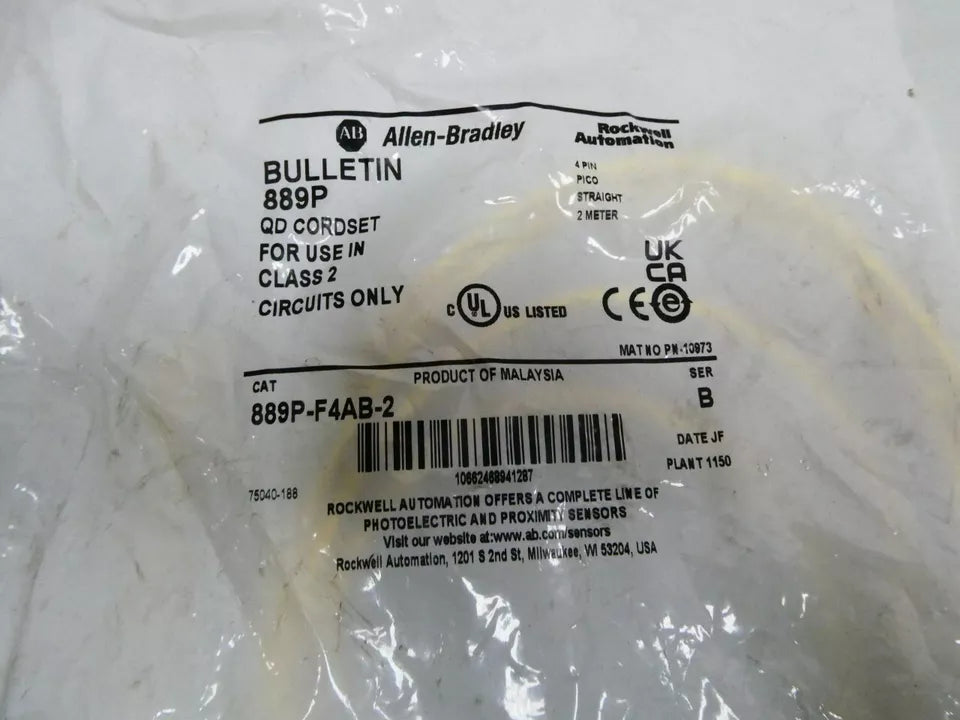 AB Allen-Bradley
Rockwell
Automation
BULLETIN
889P
QD CORDSET
FOR USE IN
CLASS 2
CIRCUITS ONLY
4 PIN
PICO
STRAIGHT
2 METER
UK
CA
C UL US LISTED
CE e
MAT NO PN-10973
CAT
PRODUCT OF MALAYSIA
SER
889P-F4AB-2
B
10662468941287
DATE JF
PLANT 1150
75040-188
ROCKWELL AUTOMATION OFFERS A COMPLETE LINE OF
PHOTOELECTRIC AND PROXIMITY SENSORS
Visit our website at:www.ab.com/sensors
Rockwell Automation, 1201 S 2nd St, Milwaukee, WI 53204, USA